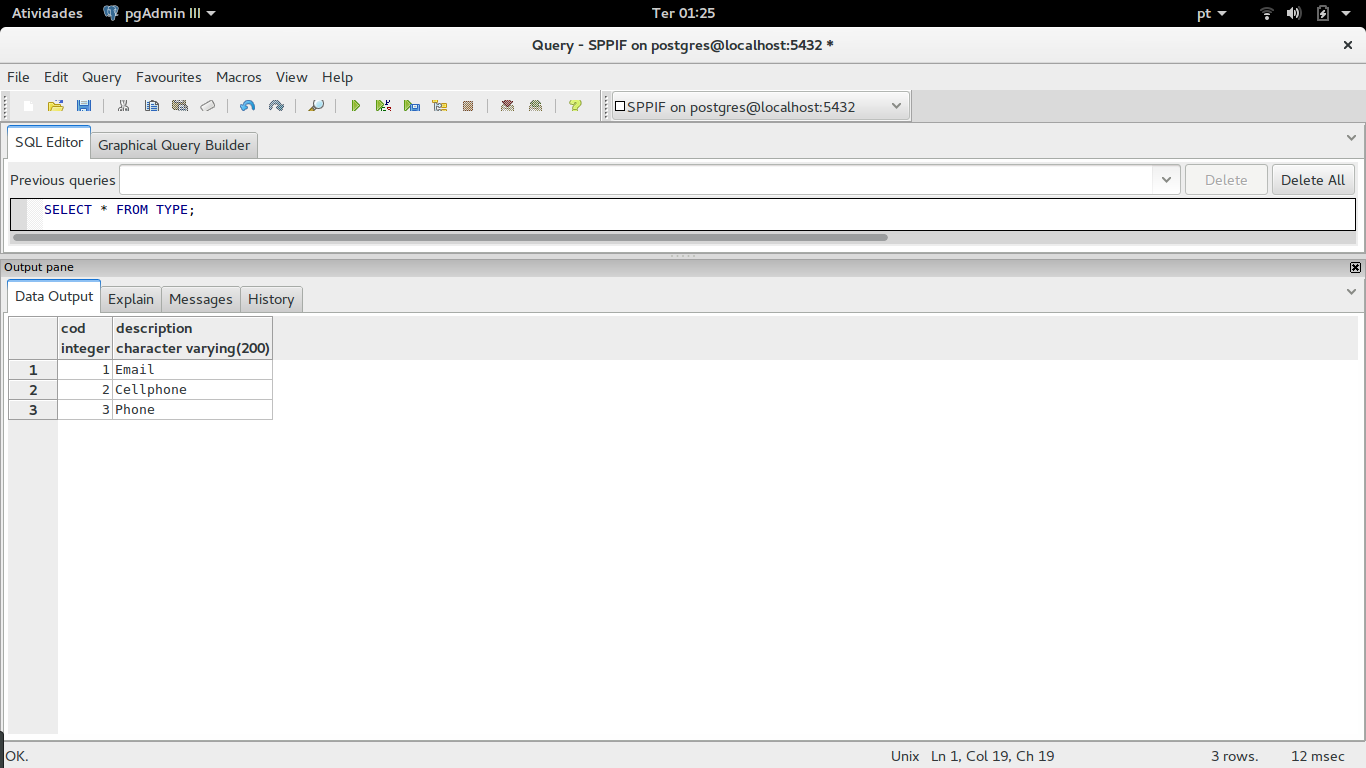 Atividades pgAdmin III Ter 01:25 pt
Query - SPPIF on postgres@localhost:5432 *
File Edit Query Favourites Macros View Help
SPPIF on postgres@localhost:5432
SQL Editor Graphical Query Builder
Previous queries Delete Delete All
SELECT * FROM TYPE;
Output pane
Data Output Explain Messages History
cod description
integer character varying(200)
1 1 Email
2 2 Cellphone
3 3 Phone
OK. Unix Ln 1, Col 19, Ch 19 3 rows. 12 msec